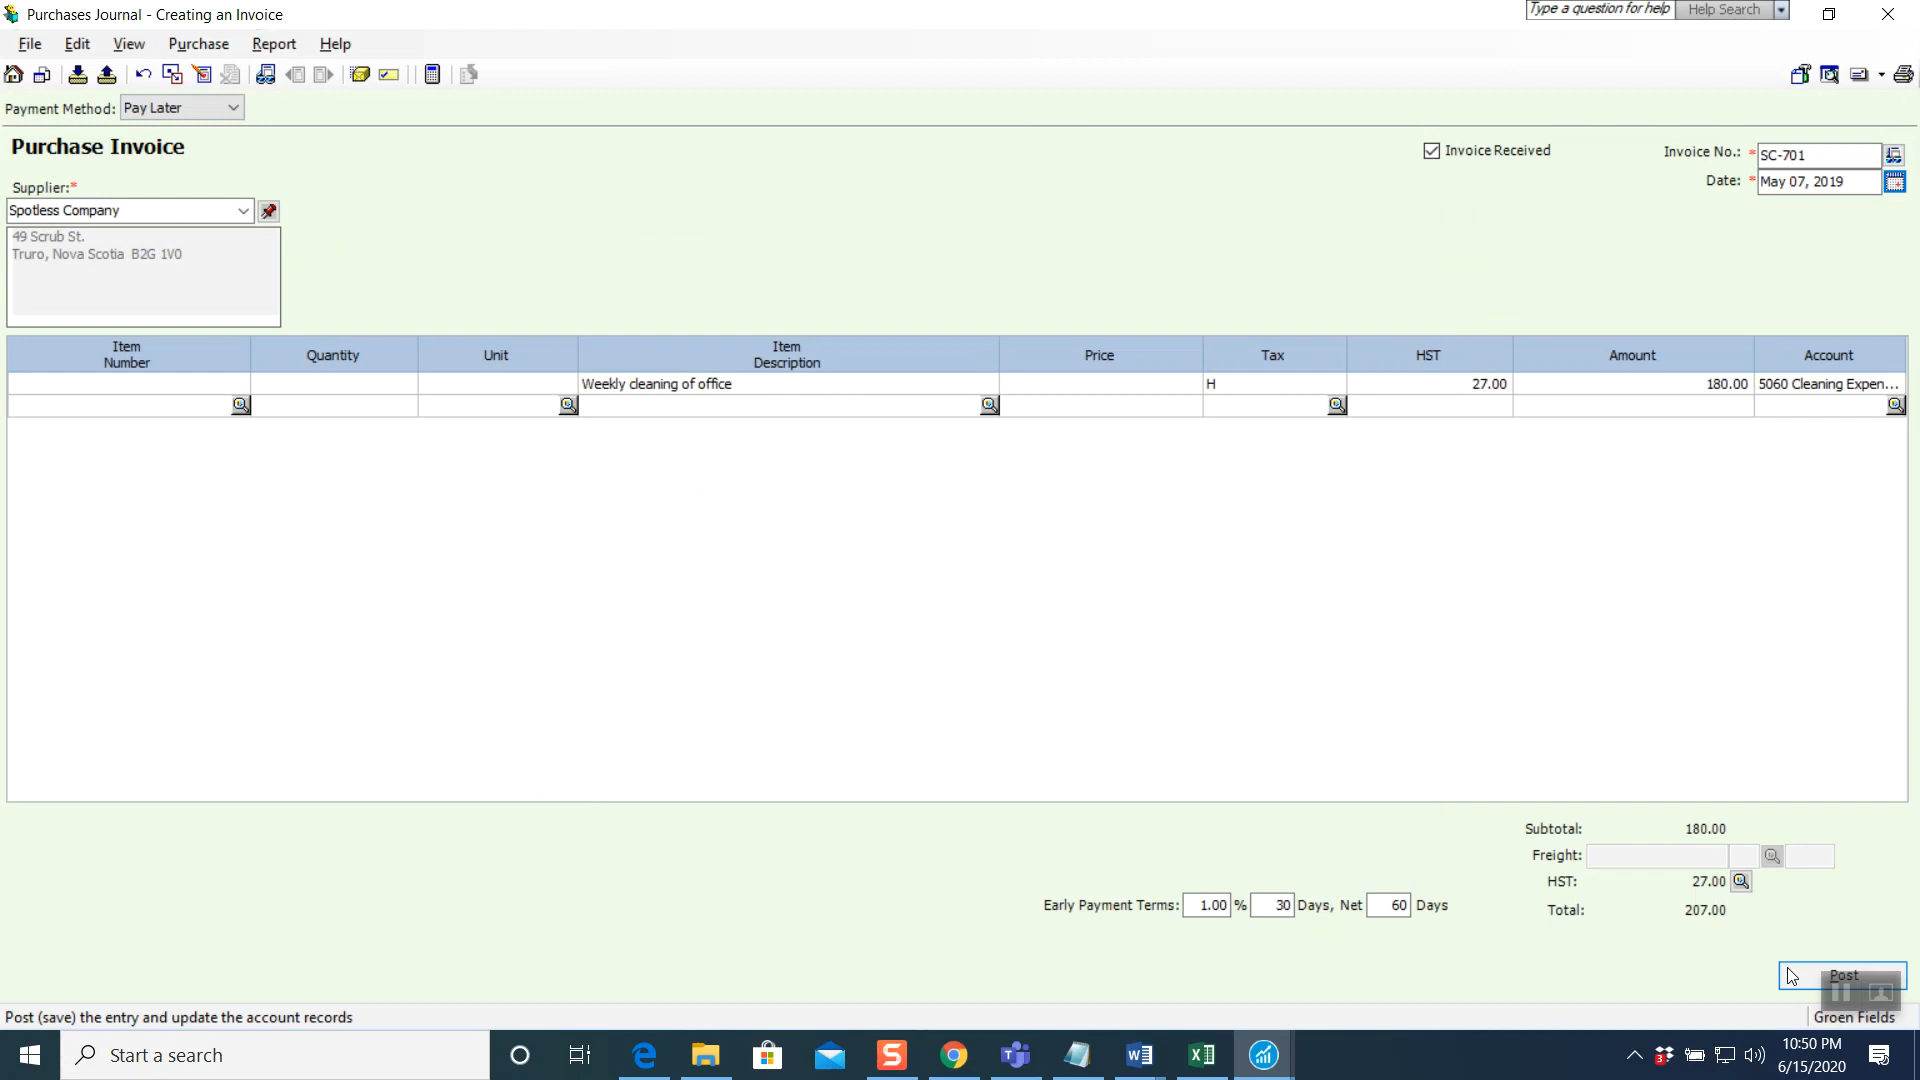 Purchases Journal - Creating an Invoice
Type a question for help Help Search
File Edit View Purchase Report Help
Payment Method: Pay Later
Purchase Invoice
Invoice Received
Invoice No.: * SC-701
Date: * May 07, 2019
Supplier:*
Spotless Company
49 Scrub St.
Truro, Nova Scotia B2G 1V0
Item Number Quantity Unit Item Description Price Tax HST Amount Account
Weekly cleaning of office H 27.00 180.00 5060 Cleaning Expen...
Subtotal: 180.00
Freight:
HST: 27.00
Early Payment Terms: 1.00 % 30 Days, Net 60 Days
Total: 207.00
Post
Post (save) the entry and update the account records
Groen Fields
Start a search
10:50 PM
6/15/2020